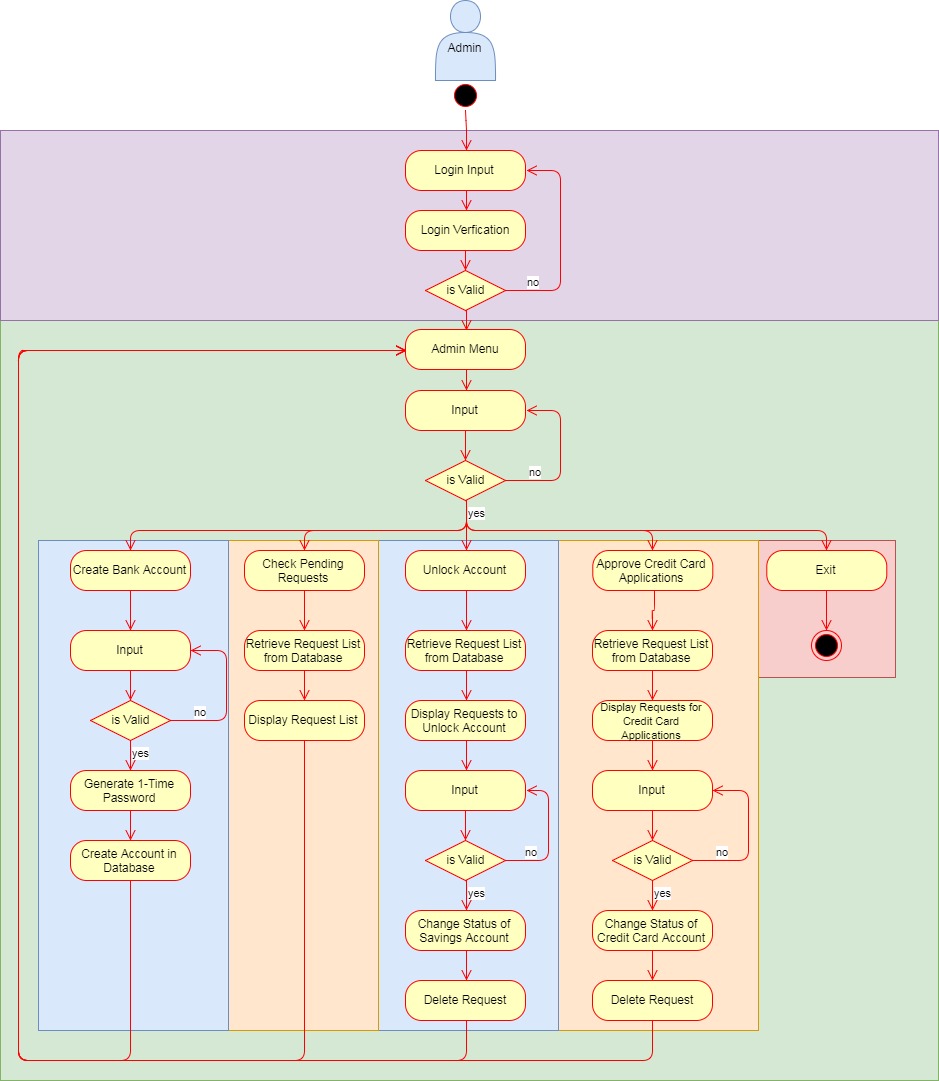 Admin
Login Input
Login Verfication
is Valid
no
Admin Menu
Input
is Valid
no
yes
Create Bank Account
Input
is Valid
no
yes
Generate 1-Time
Password
Create Account in
Database
Check Pending
Requests
Retrieve Request List
from Database
Display Request List
Unlock Account
Retrieve Request List
from Database
Display Requests to
Unlock Account
Input
is Valid
no
yes
Change Status of
Savings Account
Delete Request
Approve Credit Card
Applications
Retrieve Request List
from Database
Display Requests for
Credit Card
Applications
Input
is Valid
no
yes
Change Status of
Credit Card Account
Delete Request
Exit